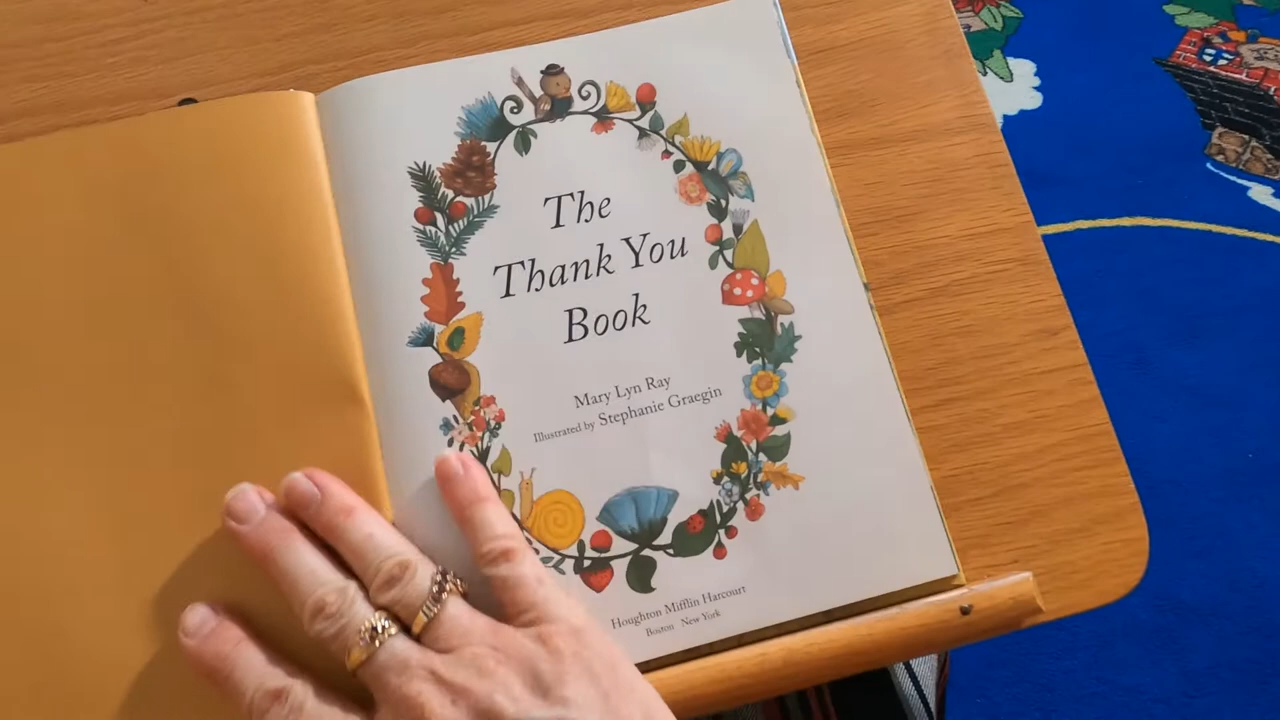 The
Thank You
Book
Mary Lyn Ray
Illustrated by Stephanie Graegin
Houghton Mifflin Harcourt
Boston New York